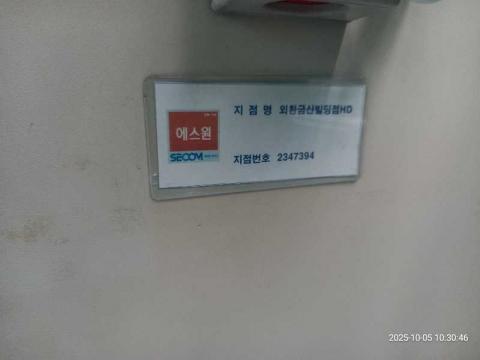 지 점 명 외환금산빌딩점HD
에스원
SECOM
지점번호 2347394
2025-10-05 10:30:46